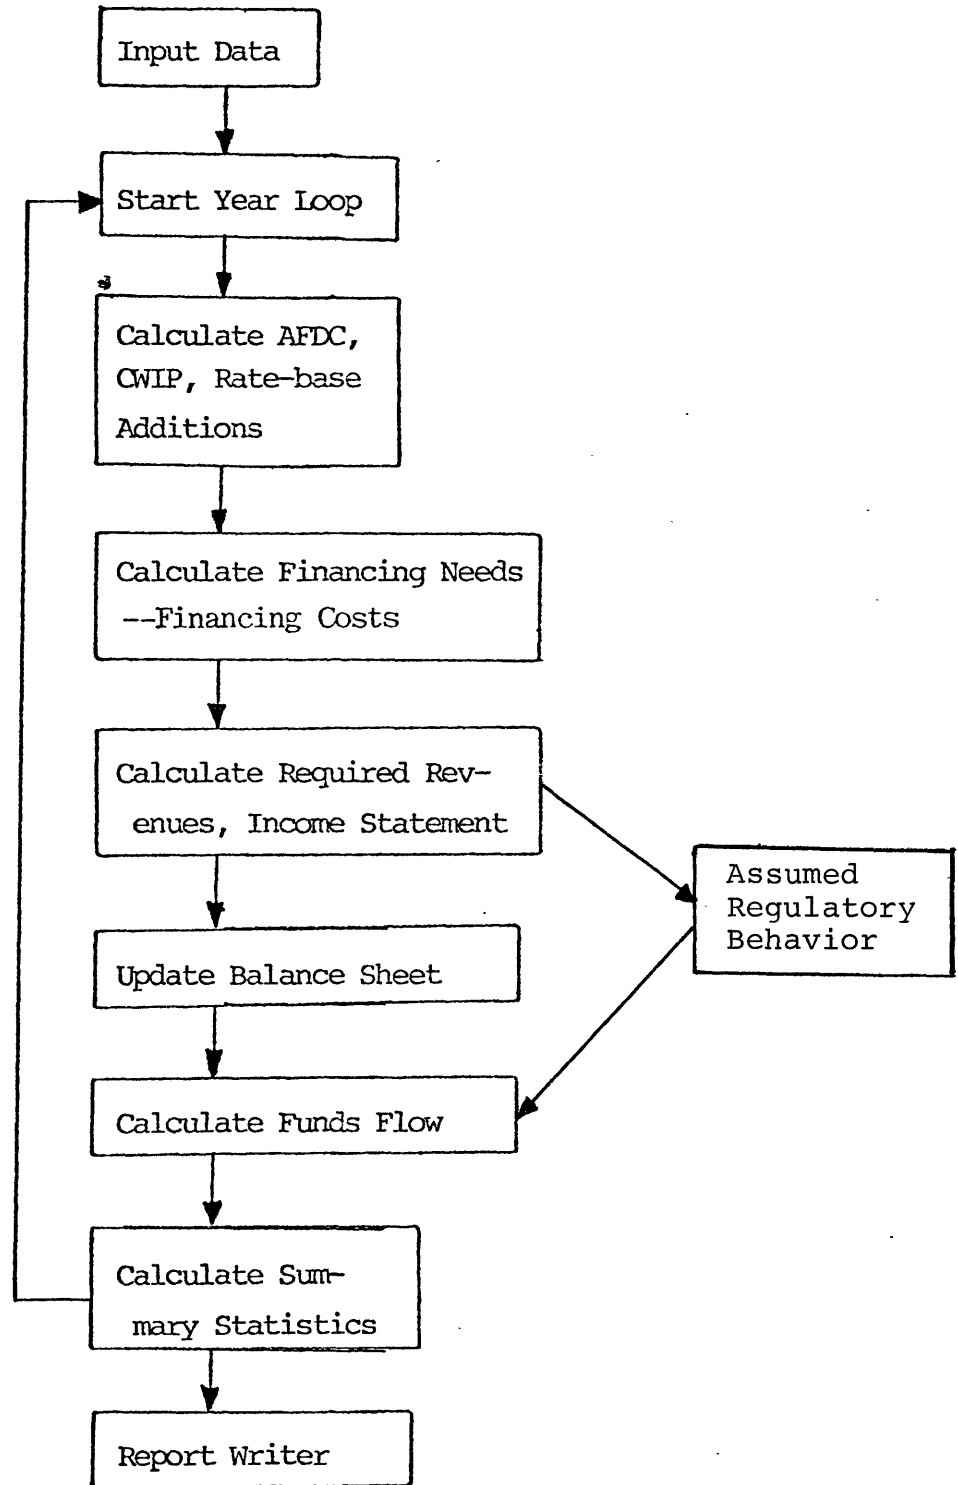 Input Data
Start Year Loop
Calculate AFDC,
CWIP, Rate-base
Additions
Calculate Financing Needs
--Financing Costs
Calculate Required Rev-
enues, Income Statement
Assumed
Regulatory
Behavior
Update Balance Sheet
Calculate Funds Flow
Calculate Sum-
mary Statistics
Report Writer